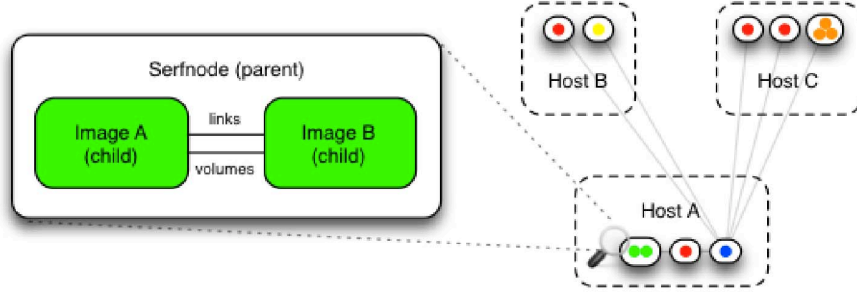 Serfnode (parent)
Image A
(child)
links
volumes
Image B
(child)
Host B
Host C
Host A